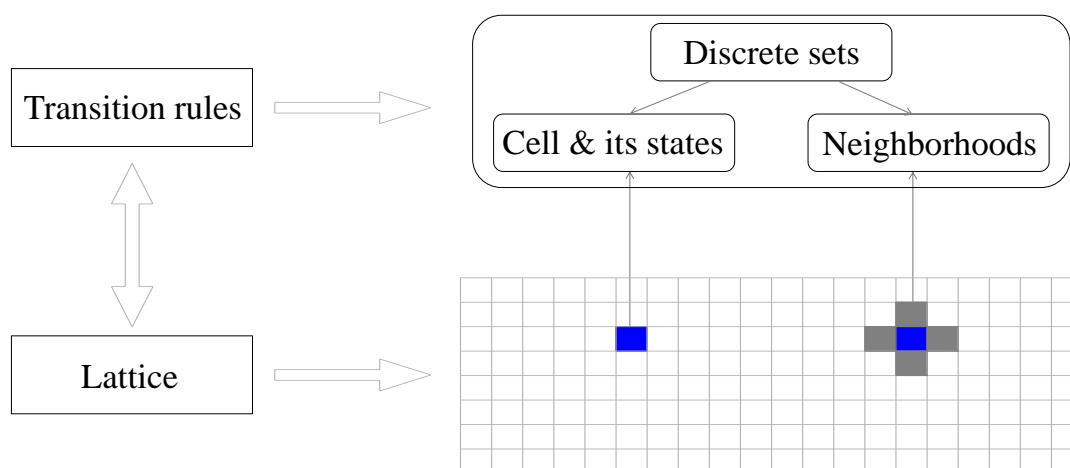 Discrete sets
Transition rules
Cell & its states
Neighborhoods
Lattice